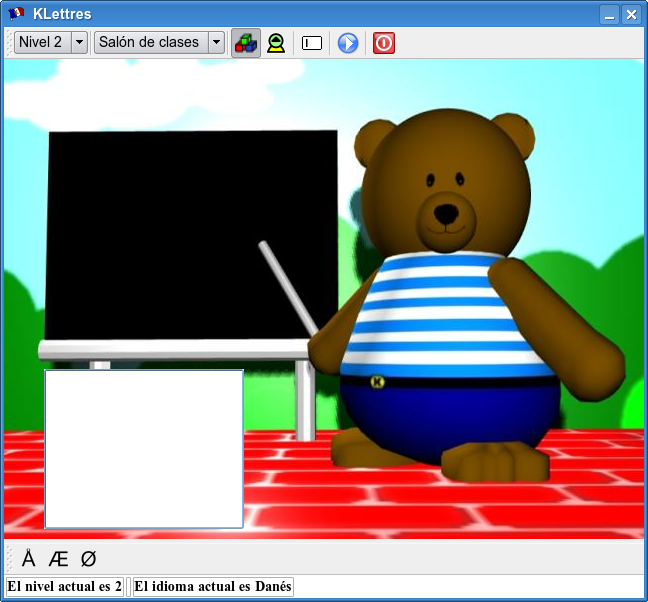 KLettres
Nivel 2 Salón de clases
K
Å Æ Ø
El nivel actual es 2 El idioma actual es Danés